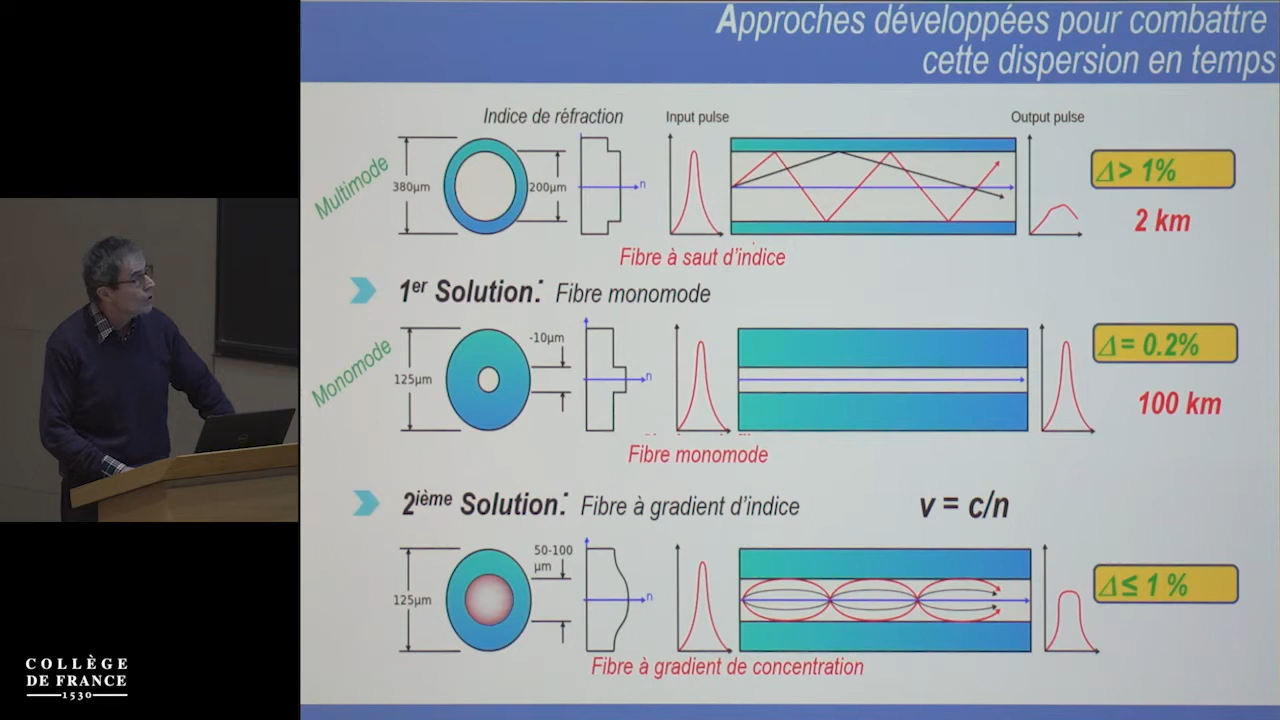 Approches développées pour combattre
cette dispersion en temps
Indice de réfraction
Input pulse
Output pulse
Multimode
380µm
200µm
n
Δ> 1%
2 km
Fibre à saut d'indice
1er Solution: Fibre monomode
Monomode
125µm
-10µm
n
Δ= 0.2%
100 km
Fibre monomode
2ième Solution: Fibre à gradient d'indice
v = c/n
125µm
50-100
µm
n
Δ≤ 1 %
Fibre à gradient de concentration
COLLÈGE
DE FRANCE
1530